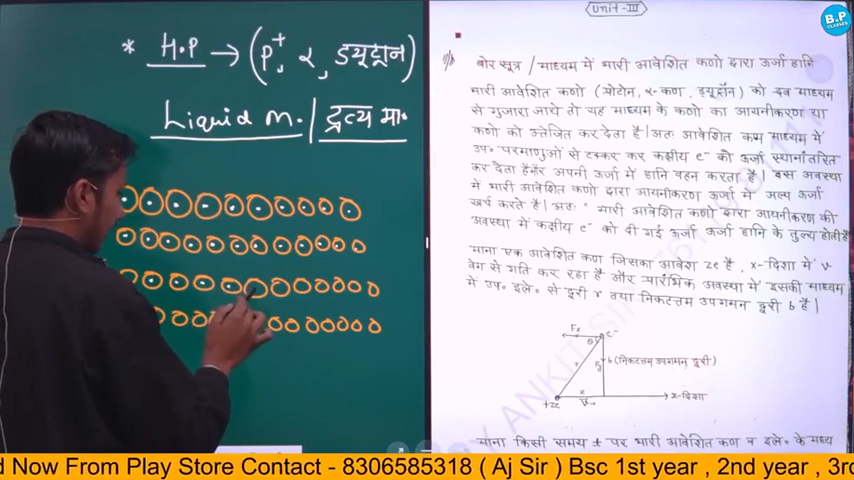 * H.P → (P⁺, α, ड्यूट्रान)
Liquid m. / द्रव्य मा॰
Unit-III
B.P
बोर सूत्र / माध्यम में भारी आवेशित कणो द्वारा ऊर्जा हानि
भारी आवेशित कणो (प्रोटोन, α-कण, ड्यूट्रॉन) को द्रव माध्यम
से गुजारा जाये तो यह माध्यम के कणो का आयनीकरण या
कणो को उत्तेजित कर देता है। अतः आवेशित कण माध्यम में
उप॰ परमाणुओं से टक्कर कर कक्षीय e⁻ को ऊर्जा स्थानांतरित
कर देता है और अपनी ऊर्जा में हानि वहन करता है। इस अवस्था
में भारी आवेशित कणो द्वारा आयनीकरण ऊर्जा में अल्प ऊर्जा
खर्च करते है। अतः " भारी आवेशित कणो द्वारा आयनीकरण की
अवस्था में कक्षीय e⁻ को दी गई ऊर्जा ऊर्जा हानि के तुल्य होती है
माना एक आवेशित कण जिसका आवेश ze है, x-दिशा में v
वेग से गति कर रहा है और प्रारंभिक अवस्था में इसकी माध्यम
में उप॰ इले॰ से दूरी r तथा निकटतम उपगमन दूरी b है।
Fx e⁻
θ
r Fy b (निकटतम उपगमन दूरी)
x
+ze v x-दिशा
माना किसी समय t पर भारी आवेशित कण व इले॰ के मध्य
d Now From Play Store Contact - 8306585318 ( Aj Sir ) Bsc 1st year , 2nd year , 3rd